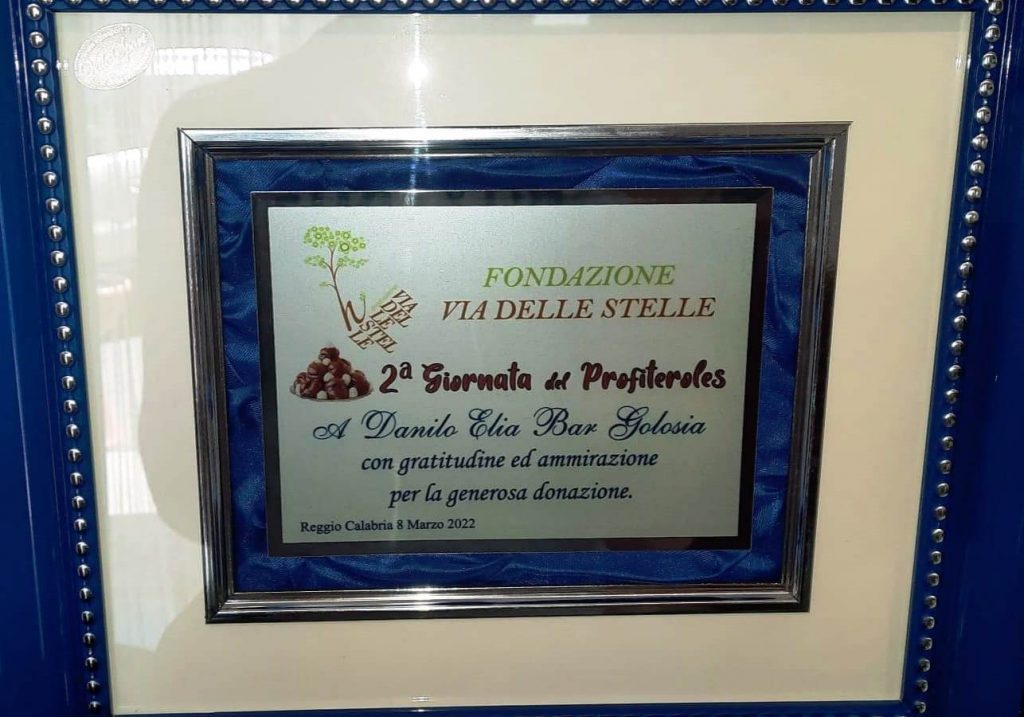 FONDAZIONE
VIA DELLE STELLE
VIA
DEL
LE
STEL
LE
2ª Giornata del Profiteroles
A Danilo Elia Bar Golosia
con gratitudine ed ammirazione
per la generosa donazione.
Reggio Calabria 8 Marzo 2022